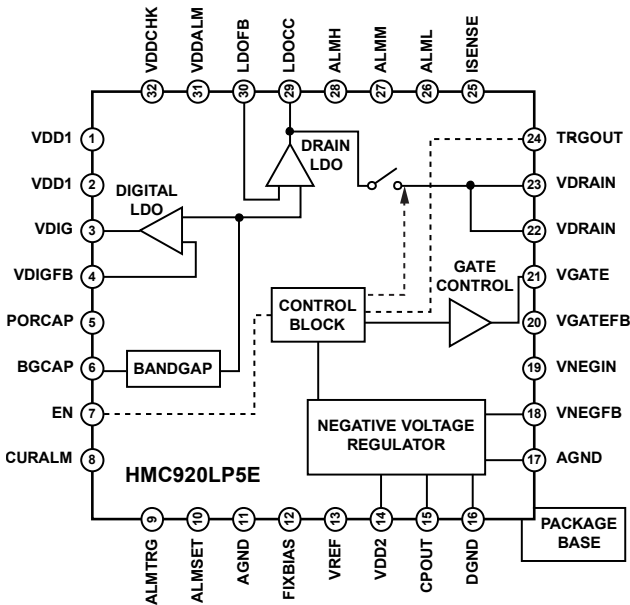 VDDCHK
VDDALM
LDOFB
LDOCC
ALMH
ALMM
ALML
ISENSE
32
31
30
29
28
27
26
25
VDD1
1
VDD1
2
VDIG
3
VDIGFB
4
PORCAP
5
BGCAP
6
EN
7
CURALM
8
24
TRGOUT
23
VDRAIN
22
VDRAIN
21
VGATE
20
VGATEFB
19
VNEGIN
18
VNEGFB
17
AGND
DRAIN
LDO
DIGITAL
LDO
GATE
CONTROL
CONTROL
BLOCK
BANDGAP
NEGATIVE VOLTAGE
REGULATOR
HMC920LP5E
PACKAGE
BASE
9
10
11
12
13
14
15
16
ALMTRG
ALMSET
AGND
FIXBIAS
VREF
VDD2
CPOUT
DGND